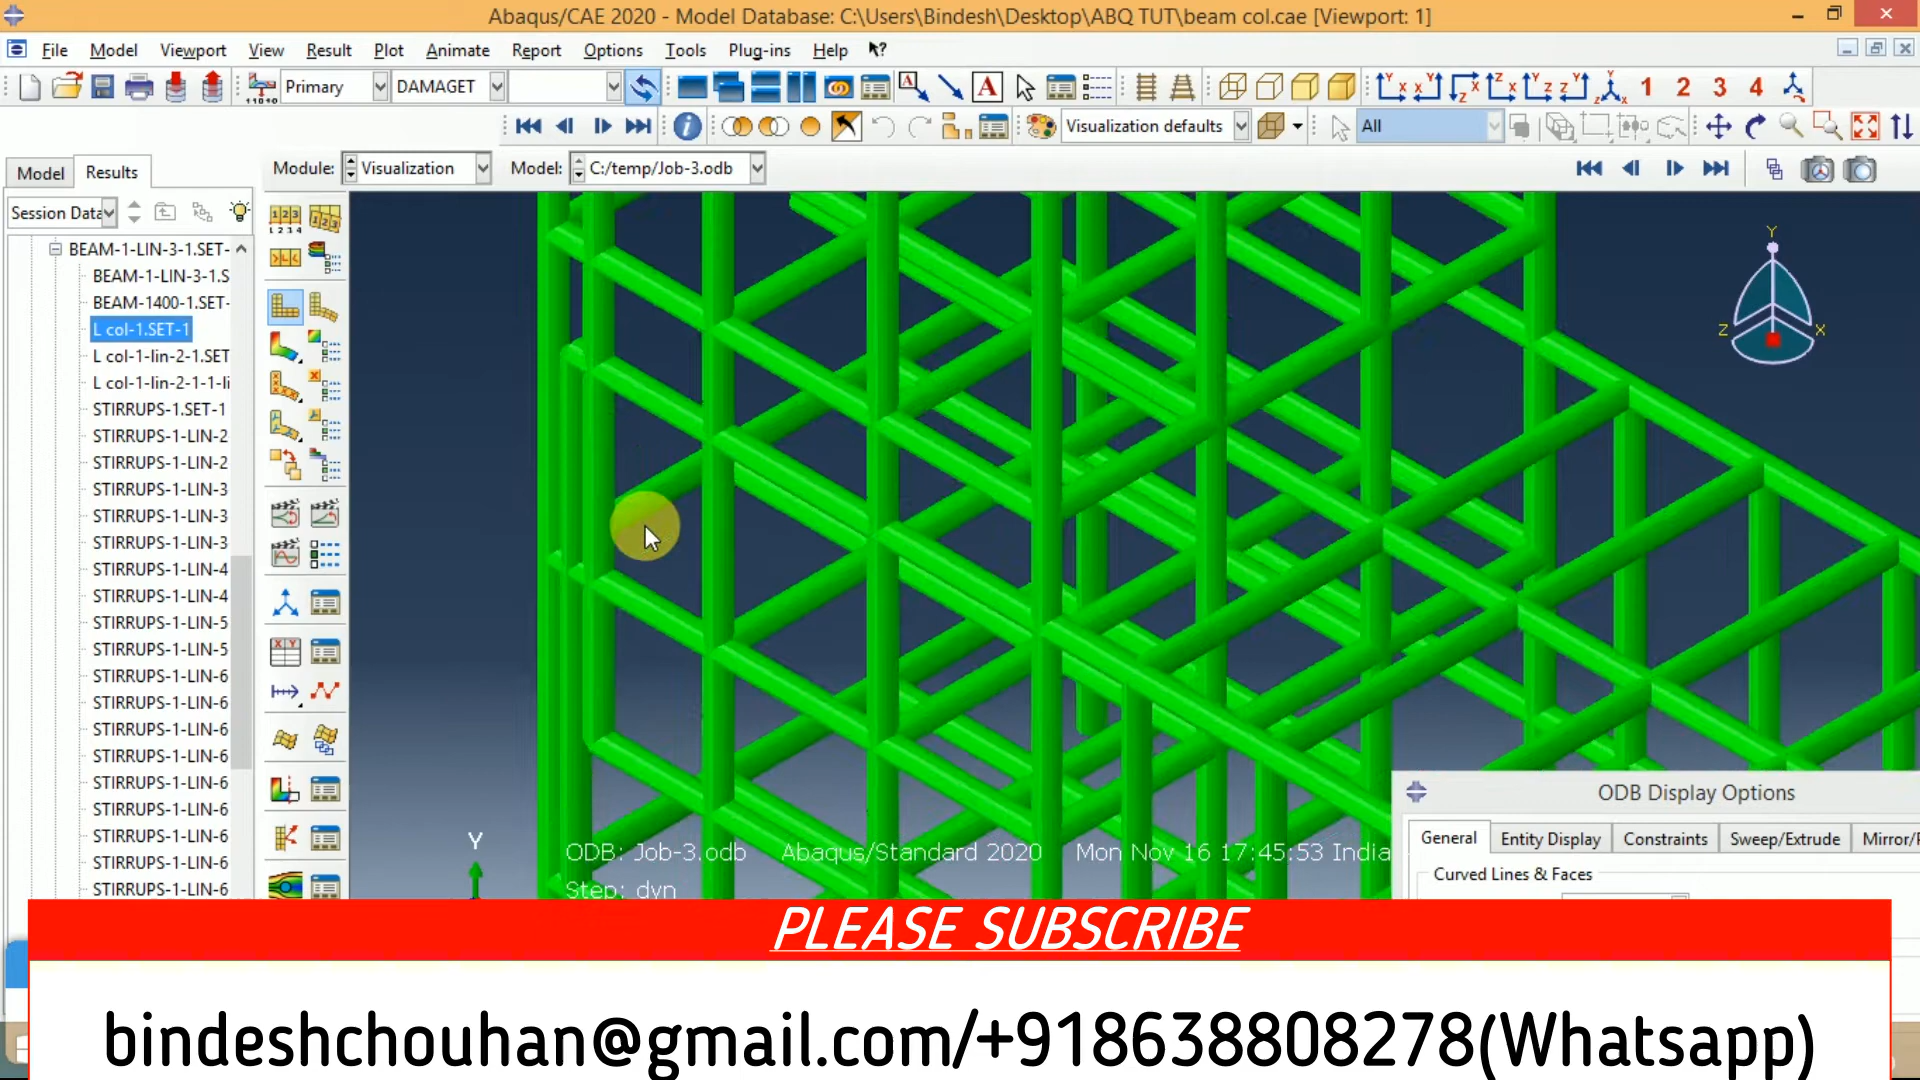 Abaqus/CAE 2020 - Model Database: C:\Users\Bindesh\Desktop\ABQ TUT\beam col.cae [Viewport: 1]
File Model Viewport View Result Plot Animate Report Options Tools Plug-ins Help
Primary DAMAGET 1 2 3 4
Visualization defaults All
Model Results Module: Visualization Model: C:/temp/Job-3.odb
Session Data
BEAM-1-LIN-3-1.SET-
BEAM-1-LIN-3-1.S
BEAM-1400-1.SET-
L col-1.SET-1
L col-1-lin-2-1.SET
L col-1-lin-2-1-1-li
STIRRUPS-1.SET-1
STIRRUPS-1-LIN-2
STIRRUPS-1-LIN-2
STIRRUPS-1-LIN-3
STIRRUPS-1-LIN-3
STIRRUPS-1-LIN-3
STIRRUPS-1-LIN-4
STIRRUPS-1-LIN-4
STIRRUPS-1-LIN-5
STIRRUPS-1-LIN-5
STIRRUPS-1-LIN-6
STIRRUPS-1-LIN-6
STIRRUPS-1-LIN-6
STIRRUPS-1-LIN-6
STIRRUPS-1-LIN-6
STIRRUPS-1-LIN-6
STIRRUPS-1-LIN-6
STIRRUPS-1-LIN-6
STIRRUPS-1-LIN-6
Y
Z X
Y
ODB: Job-3.odb Abaqus/Standard 2020 Mon Nov 16 17:45:53 India
Step: dyn
ODB Display Options
General Entity Display Constraints Sweep/Extrude Mirror/P
Curved Lines & Faces
PLEASE SUBSCRIBE
bindeshchouhan@gmail.com/+918638808278(Whatsapp)